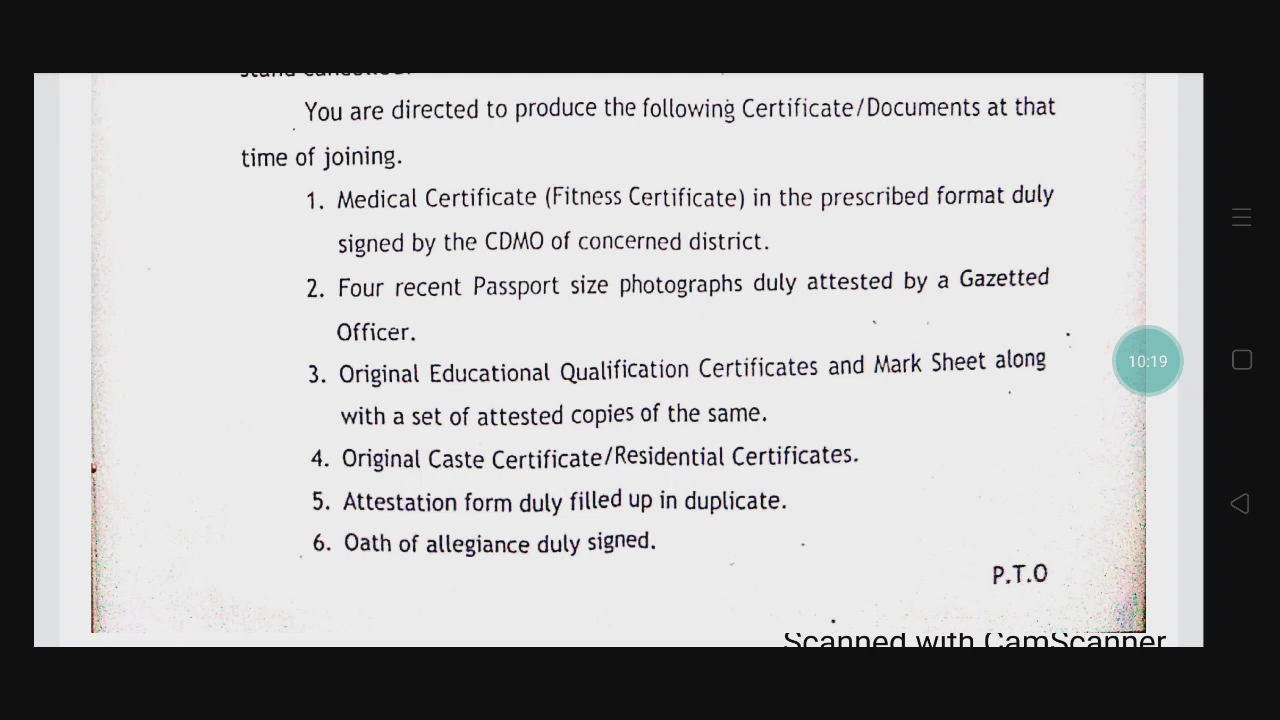 You are directed to produce the following Certificate/Documents at that
time of joining.
1. Medical Certificate (Fitness Certificate) in the prescribed format duly
signed by the CDMO of concerned district.
2. Four recent Passport size photographs duly attested by a Gazetted
Officer.
3. Original Educational Qualification Certificates and Mark Sheet along
with a set of attested copies of the same.
4. Original Caste Certificate/Residential Certificates.
5. Attestation form duly filled up in duplicate.
6. Oath of allegiance duly signed.
P.T.O
Scanned with CamScanner
10:19